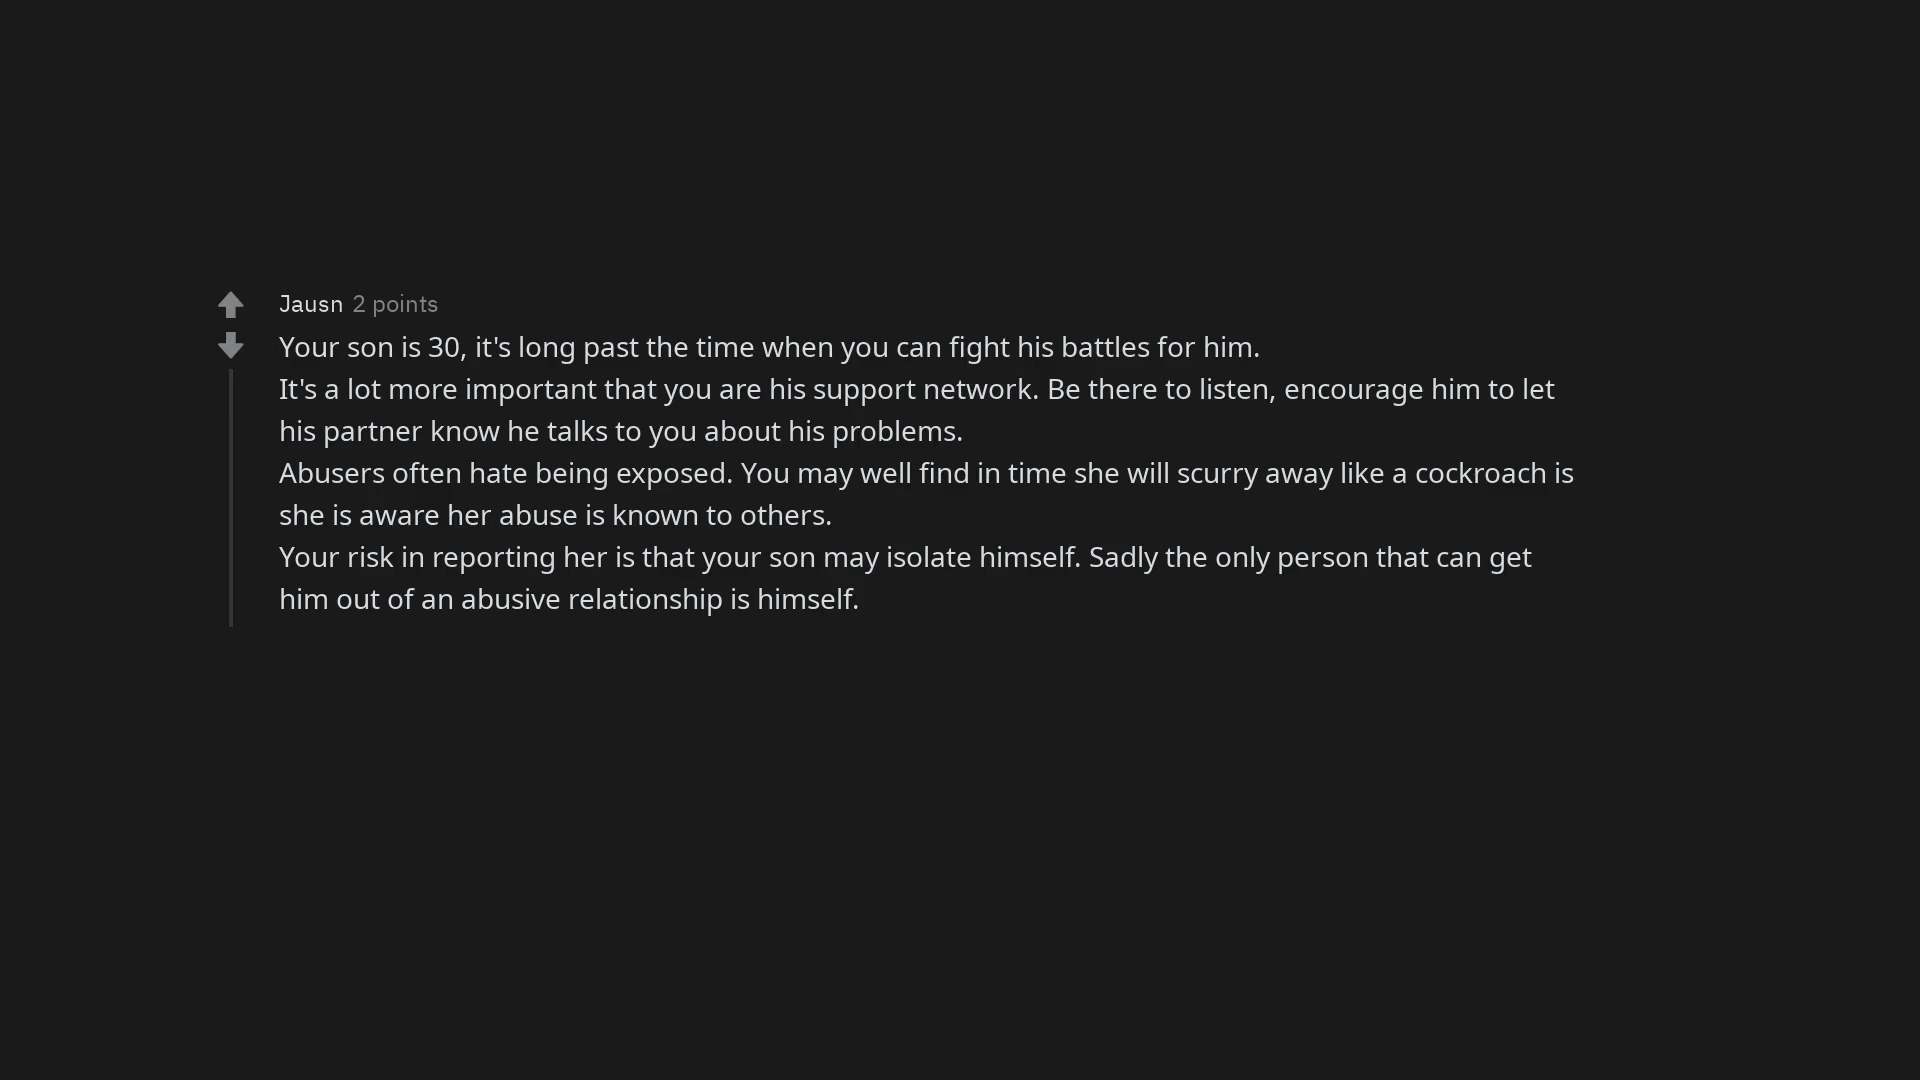 Jausn 2 points
Your son is 30, it's long past the time when you can fight his battles for him.
It's a lot more important that you are his support network. Be there to listen, encourage him to let
his partner know he talks to you about his problems.
Abusers often hate being exposed. You may well find in time she will scurry away like a cockroach is
she is aware her abuse is known to others.
Your risk in reporting her is that your son may isolate himself. Sadly the only person that can get
him out of an abusive relationship is himself.